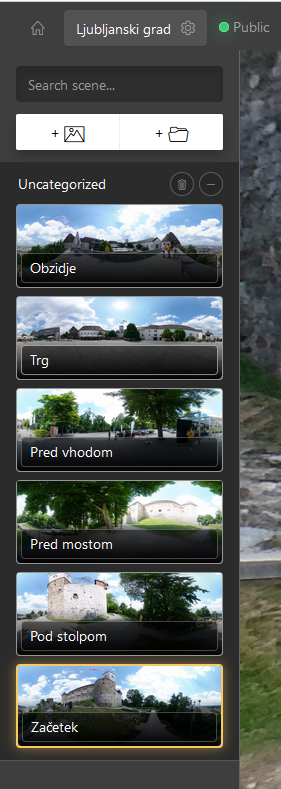 Ljubljanski grad
Public
Search scene...
+
+
Uncategorized
Obzidje
Trg
Pred vhodom
Pred mostom
Pod stolpom
Začetek